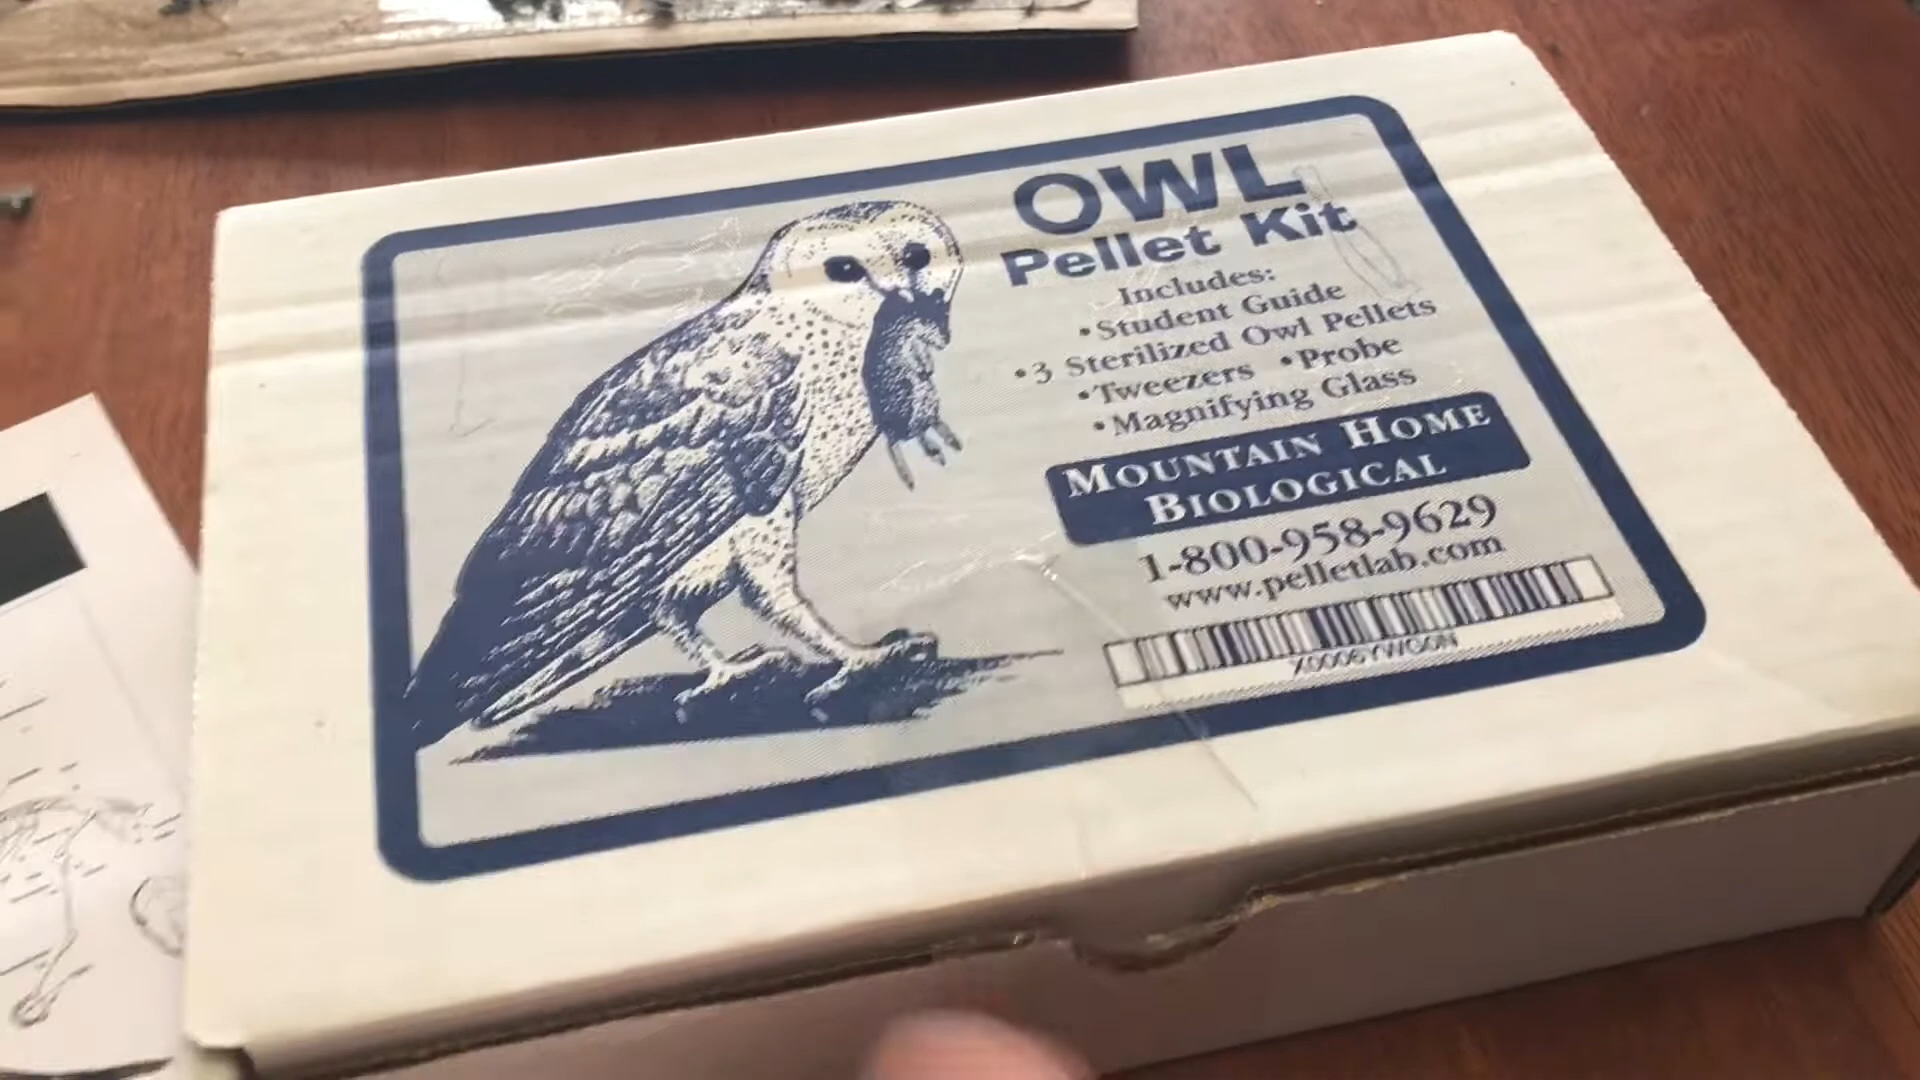 OWL
Pellet Kit
Includes:
•Student Guide
•3 Sterilized Owl Pellets
•Tweezers •Probe
•Magnifying Glass
MOUNTAIN HOME
BIOLOGICAL
1-800-958-9629
www.pelletlab.com